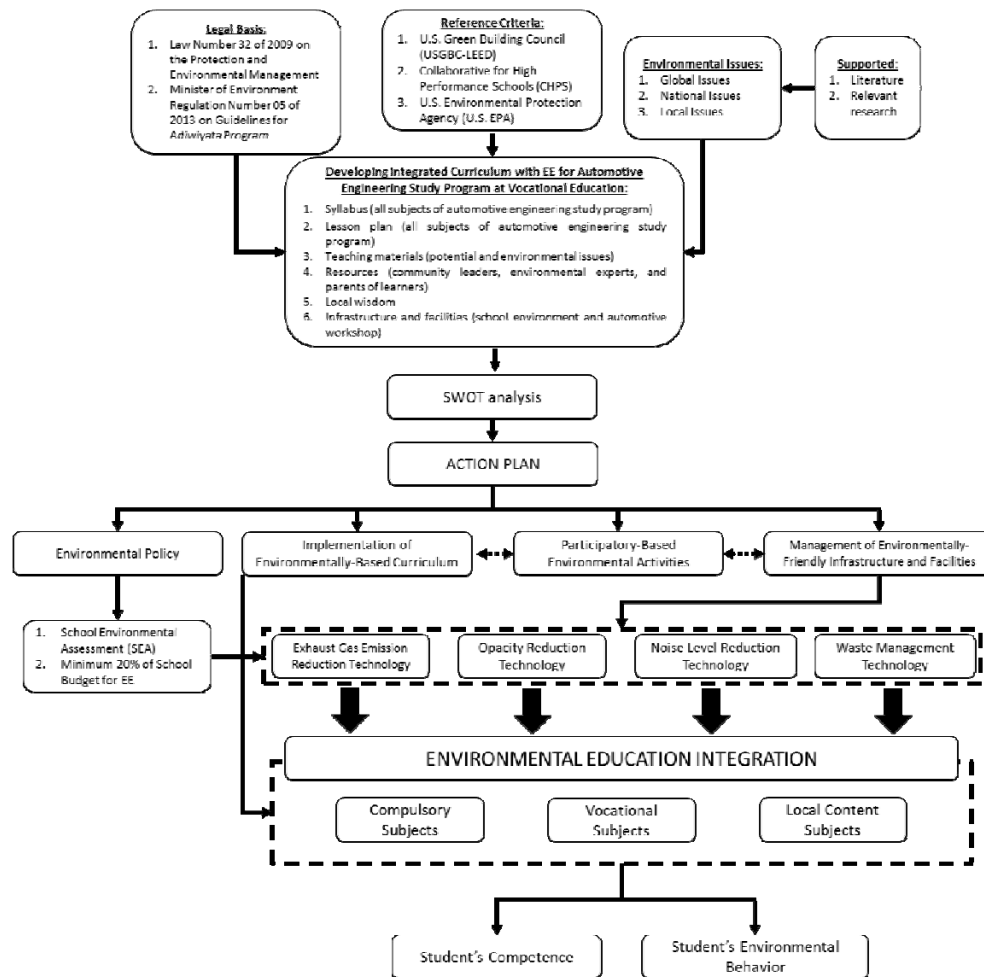 Legal Basis:
1. Law Number 32 of 2009 on
the Protection and
Environmental Management
2. Minister of Environment
Regulation Number 05 of
2013 on Guidelines for
Adiwiyata Program
Reference Criteria:
1. U.S. Green Building Council
(USGBC-LEED)
2. Collaborative for High
Performance Schools (CHPS)
3. U.S. Environmental Protection
Agency (U.S. EPA)
Environmental Issues:
1. Global Issues
2. National Issues
3. Local Issues
Supported:
1. Literature
2. Relevant
research
Developing Integrated Curriculum with EE for Automotive
Engineering Study Program at Vocational Education:
1. Syllabus (all subjects of automotive engineering study program)
2. Lesson plan (all subjects of automotive engineering study
program)
3. Teaching materials (potential and environmental issues)
4. Resources (community leaders, environmental experts, and
parents of learners)
5. Local wisdom
6. Infrastructure and facilities (school environment and automotive
workshop)
SWOT analysis
ACTION PLAN
Environmental Policy
Implementation of
Environmentally-Based Curriculum
Participatory-Based
Environmental Activities
Management of Environmentally-
Friendly Infrastructure and Facilities
1. School Environmental
Assessment (SEA)
2. Minimum 20% of School
Budget for EE
Exhaust Gas Emission
Reduction Technology
Opacity Reduction
Technology
Noise Level Reduction
Technology
Waste Management
Technology
ENVIRONMENTAL EDUCATION INTEGRATION
Compulsory
Subjects
Vocational
Subjects
Local Content
Subjects
Student's Competence
Student's Environmental
Behavior